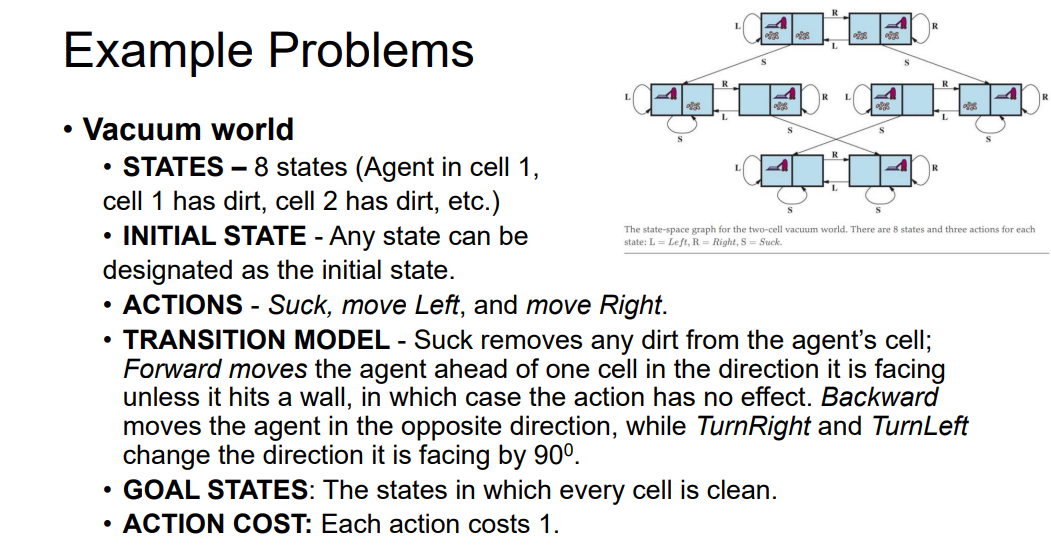 Example Problems
• Vacuum world
• STATES – 8 states (Agent in cell 1,
cell 1 has dirt, cell 2 has dirt, etc.)
• INITIAL STATE - Any state can be
designated as the initial state.
• ACTIONS - Suck, move Left, and move Right.
• TRANSITION MODEL - Suck removes any dirt from the agent’s cell;
Forward moves the agent ahead of one cell in the direction it is facing
unless it hits a wall, in which case the action has no effect. Backward
moves the agent in the opposite direction, while TurnRight and TurnLeft
change the direction it is facing by 90⁰.
• GOAL STATES: The states in which every cell is clean.
• ACTION COST: Each action costs 1.
R
L R
L
S S
R R
L R L R
L L
S S S S
R
L R
L
S S
The state-space graph for the two-cell vacuum world. There are 8 states and three actions for each
state: L = Left, R = Right, S = Suck.